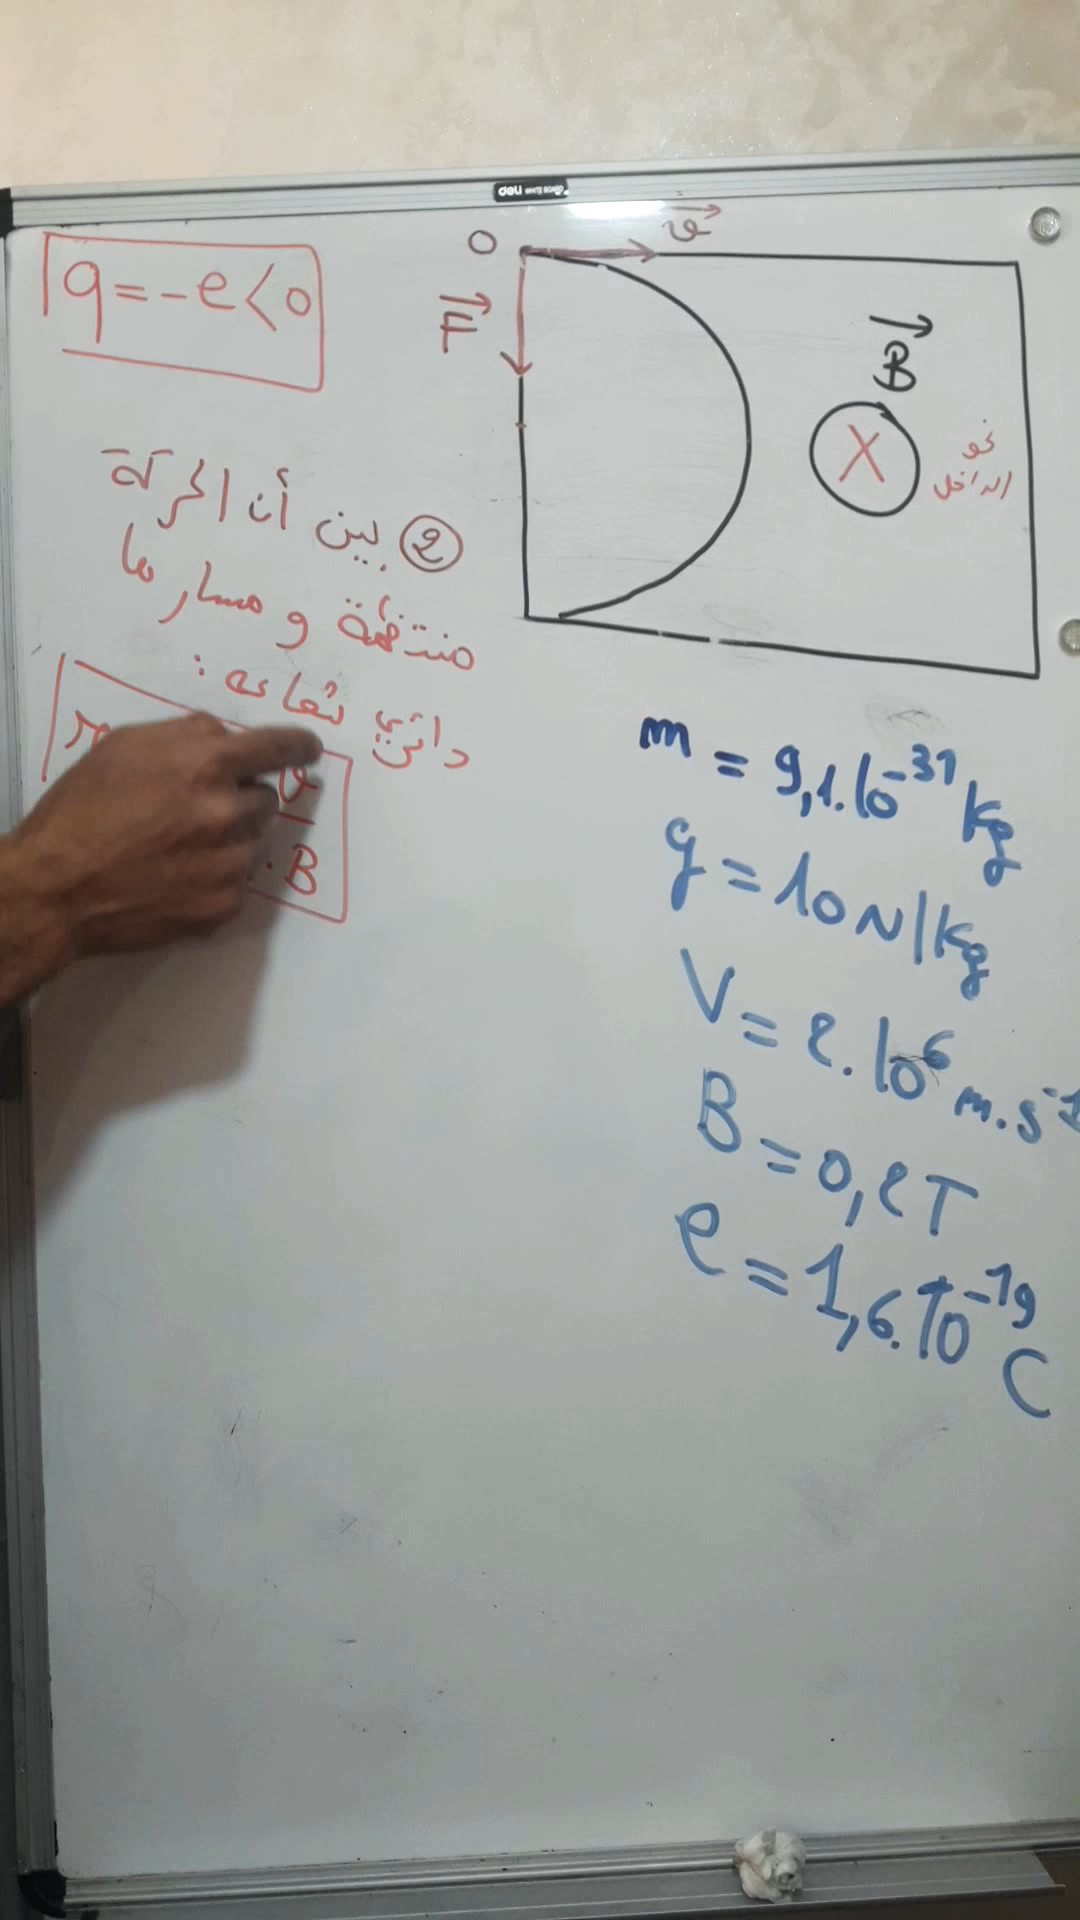 deli
q = -e < 0
O
v
F
B
X
نحو
الداخل
② بين أن الحركة
منتظمة و مسارها
دائري شعاعه :
v
. B
m = 9,1.10⁻³¹ kg
g = 10 N/kg
V = 2.10⁶ m.s⁻¹
B = 0,2 T
e = 1,6.10⁻¹⁹ C